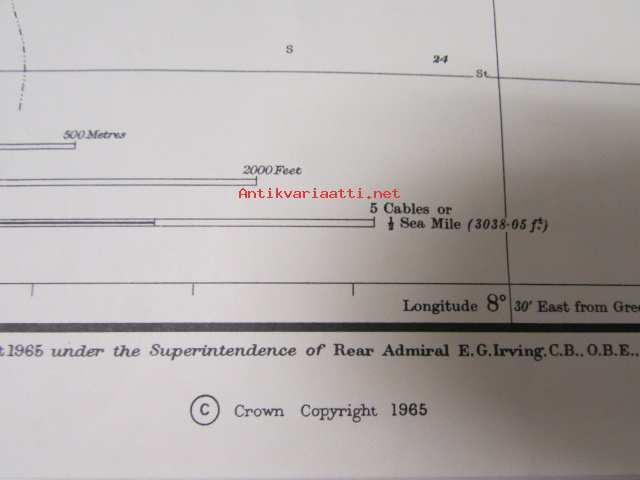 S
24
St.
500 Metres
2000 Feet
Antikvariaatti.net
5 Cables or
½ Sea Mile (3038·05 fᵗ·)
Longitude 8° 30' East from
1965 under the Superintendence of Rear Admiral E.G.Irving, C.B., O.B.E.,
© Crown Copyright 1965